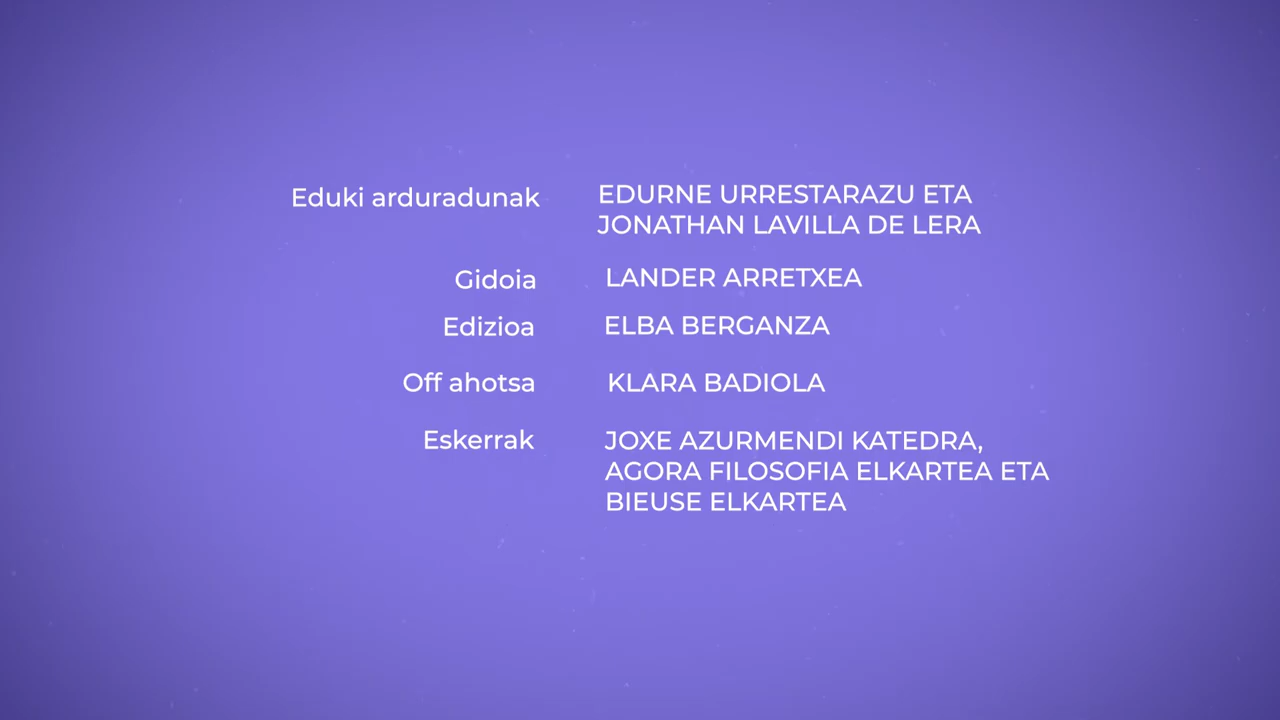 Eduki arduradunak EDURNE URRESTARAZU ETA
JONATHAN LAVILLA DE LERA
Gidoia LANDER ARRETXEA
Edizioa ELBA BERGANZA
Off ahotsa KLARA BADIOLA
Eskerrak JOXE AZURMENDI KATEDRA,
AGORA FILOSOFIA ELKARTEA ETA
BIEUSE ELKARTEA